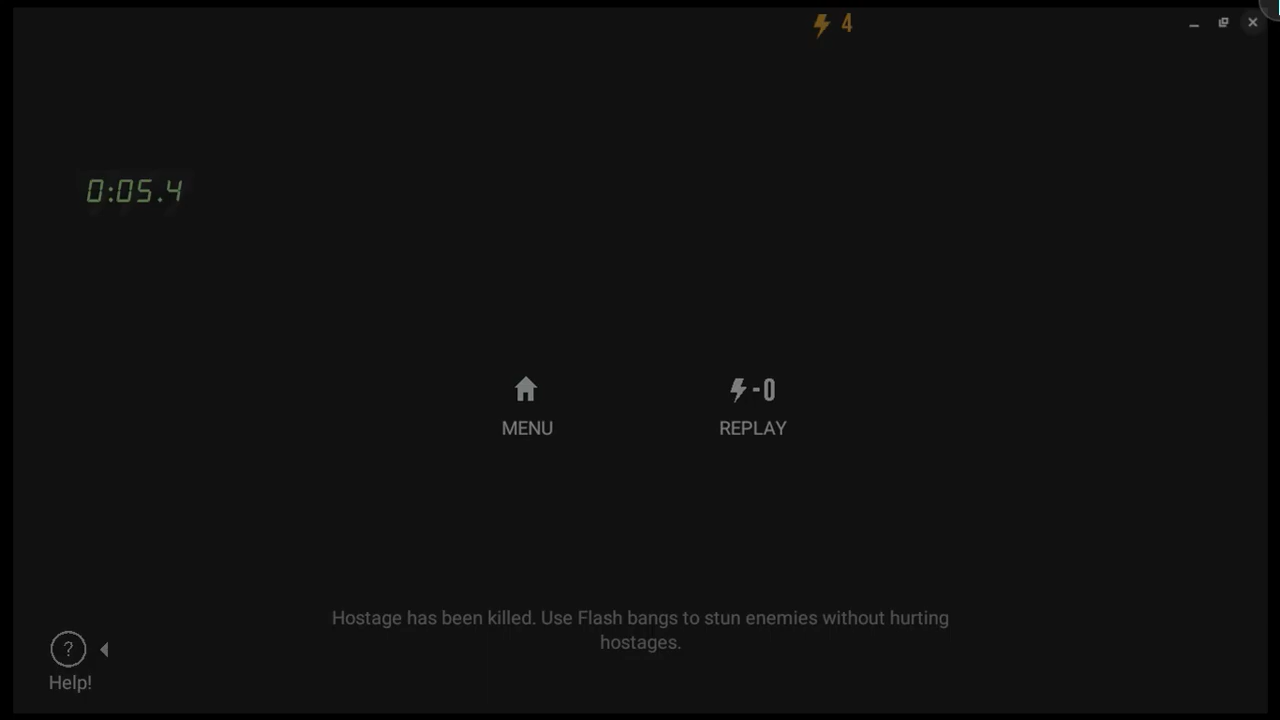 4
0:05.4
-0
MENU
REPLAY
Hostage has been killed. Use Flash bangs to stun enemies without hurting
hostages.
?
Help!